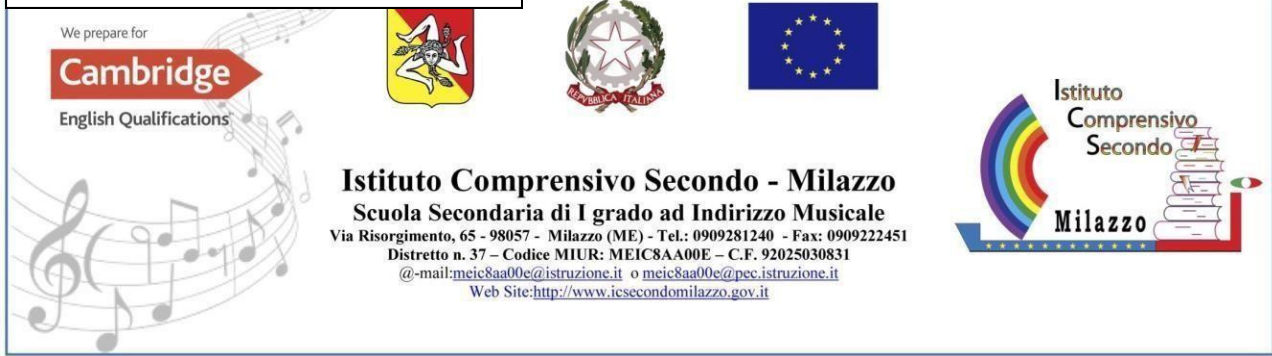 We prepare for
Cambridge
English Qualifications
REPVBBLICA ITALIANA
Istituto
Comprensivo
Secondo
Milazzo
Istituto Comprensivo Secondo - Milazzo
Scuola Secondaria di I grado ad Indirizzo Musicale
Via Risorgimento, 65 - 98057 - Milazzo (ME) - Tel.: 0909281240 - Fax: 0909222451
Distretto n. 37 – Codice MIUR: MEIC8AA00E – C.F. 92025030831
@-mail:meic8aa00e@istruzione.it o meic8aa00e@pec.istruzione.it
Web Site:http://www.icsecondomilazzo.gov.it